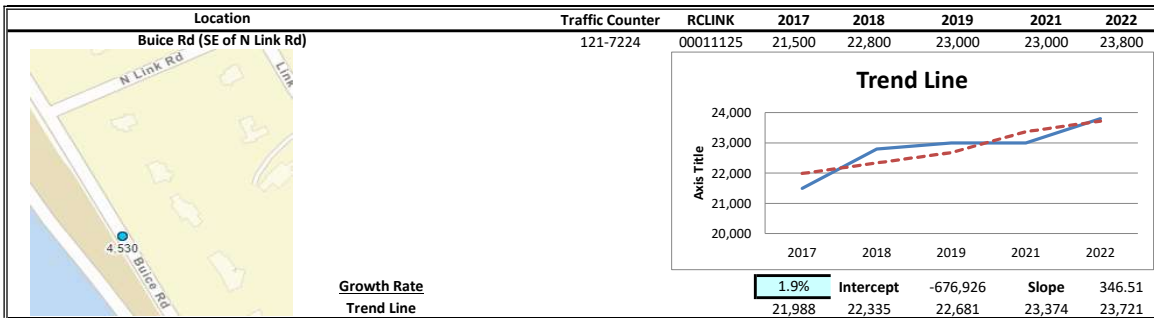 Location Traffic Counter RCLINK 2017 2018 2019 2021 2022
Buice Rd (SE of N Link Rd) 121-7224 00011125 21,500 22,800 23,000 23,000 23,800
N Link Rd
Link
4.530
Buice Rd
Trend Line
Axis Title
24,000
23,000
22,000
21,000
20,000
2017 2018 2019 2021 2022
Growth Rate 1.9% Intercept -676,926 Slope 346.51
Trend Line 21,988 22,335 22,681 23,374 23,721